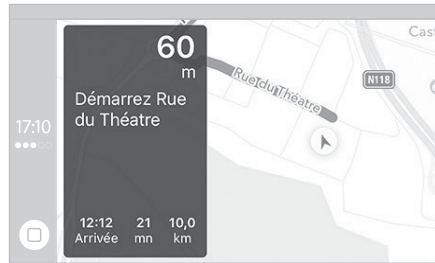 60
m
Démarrez Rue
du Théatre
12:12 21 10,0
Arrivée mn km
17:10
Rue du Théatre
N118
Cast